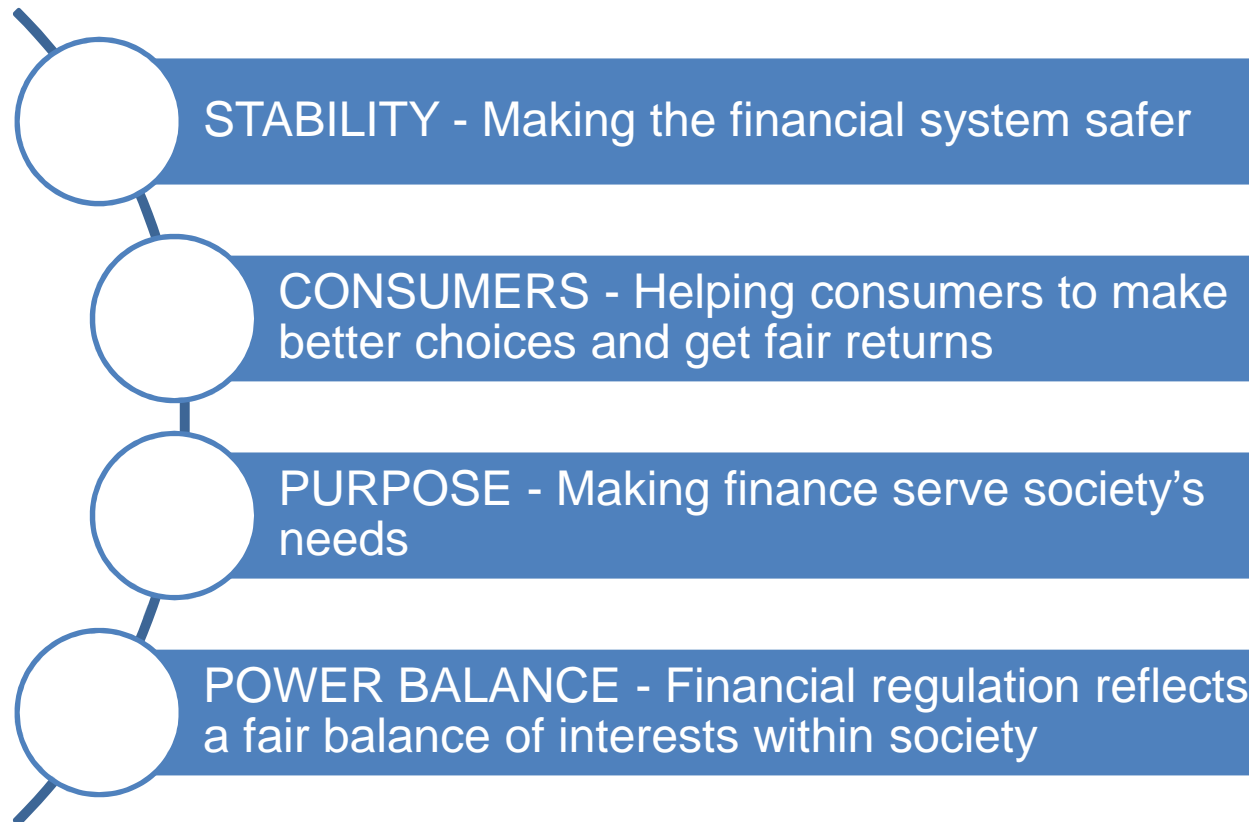 STABILITY - Making the financial system safer
CONSUMERS - Helping consumers to make
better choices and get fair returns
PURPOSE - Making finance serve society’s
needs
POWER BALANCE - Financial regulation reflects
a fair balance of interests within society